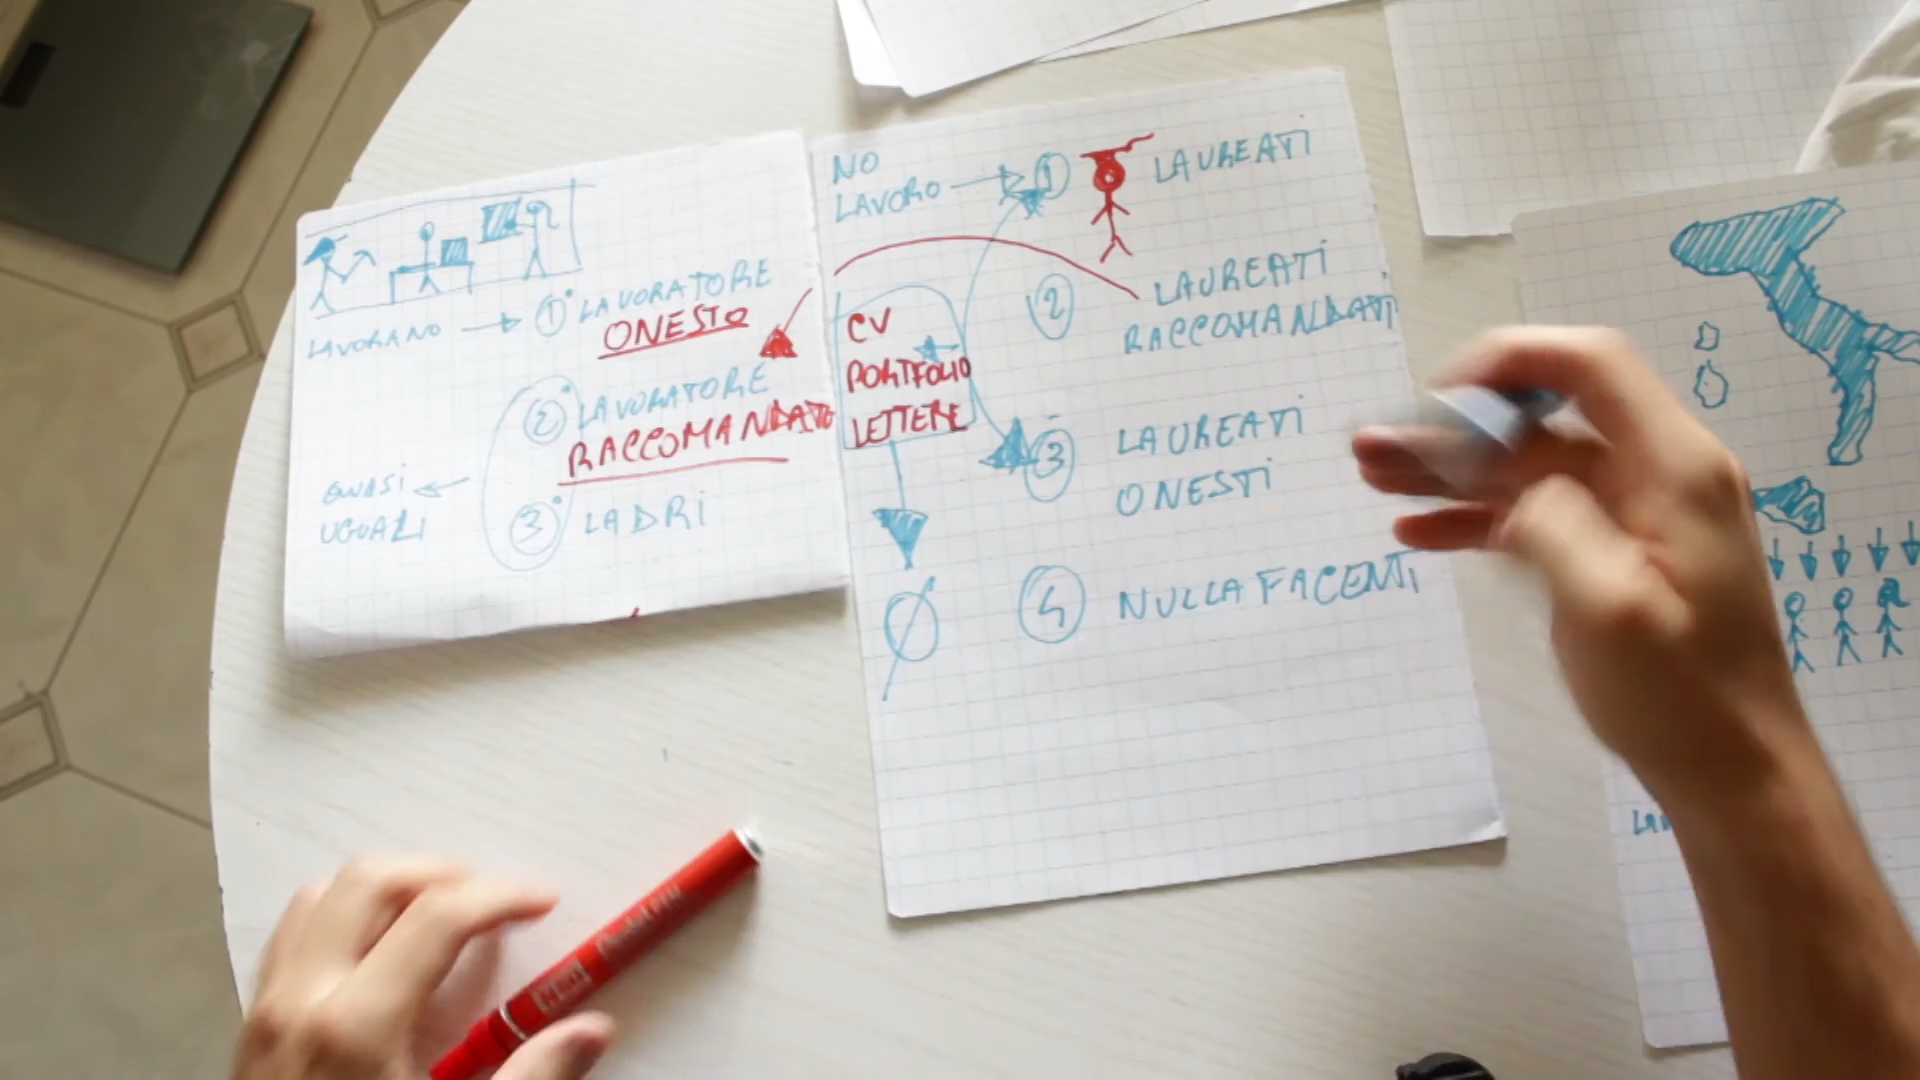 LAVORANO
1° LAVORATORE
ONESTO
2° LAVORATORE
RACCOMANDATO
QUASI
UGUALI
3° LADRI
NO
LAVORO
1
LAUREATI
2
LAUREATI
RACCOMANDATI
CV
PORTFOLIO
LETTERE
3
LAUREATI
ONESTI
4
NULLA FACENTI